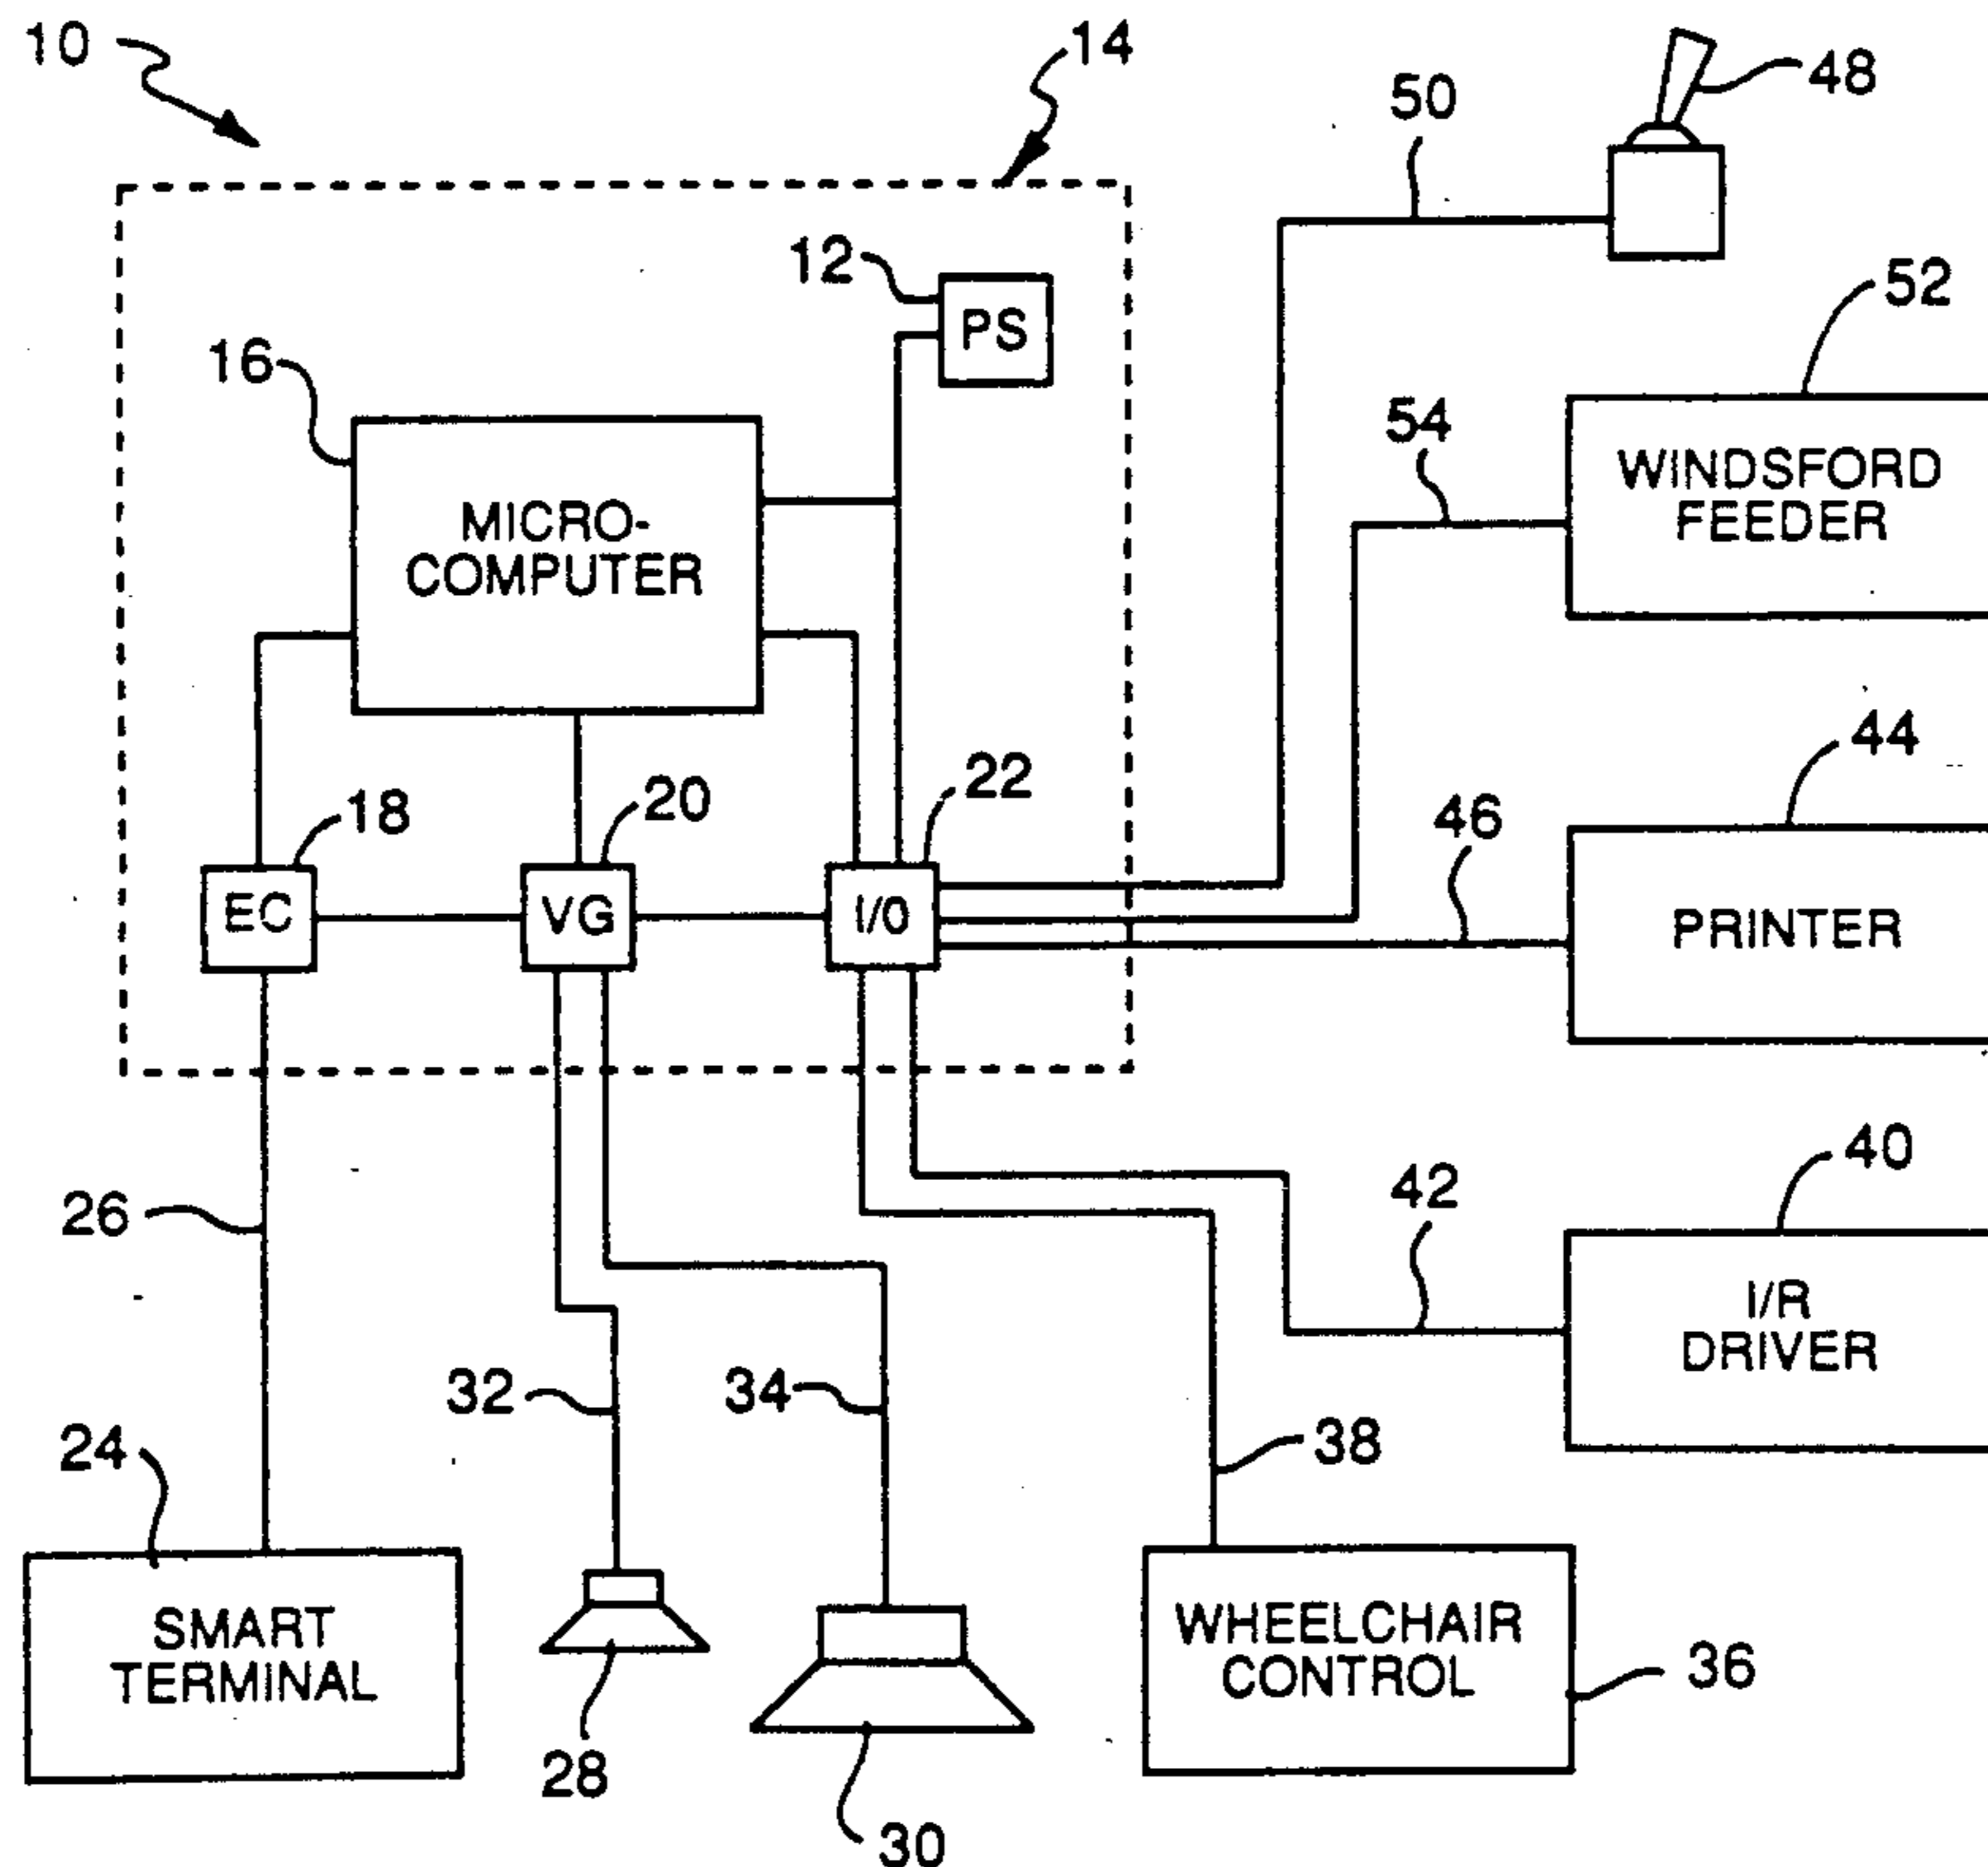 10
14
48
50
12
PS
52
16
54
WINDSFORD
FEEDER
MICRO-
COMPUTER
44
22
20
18
46
EC
VG
I/O
PRINTER
40
42
26
I/R
DRIVER
32
34
38
24
SMART
TERMINAL
WHEELCHAIR
CONTROL
36
28
30